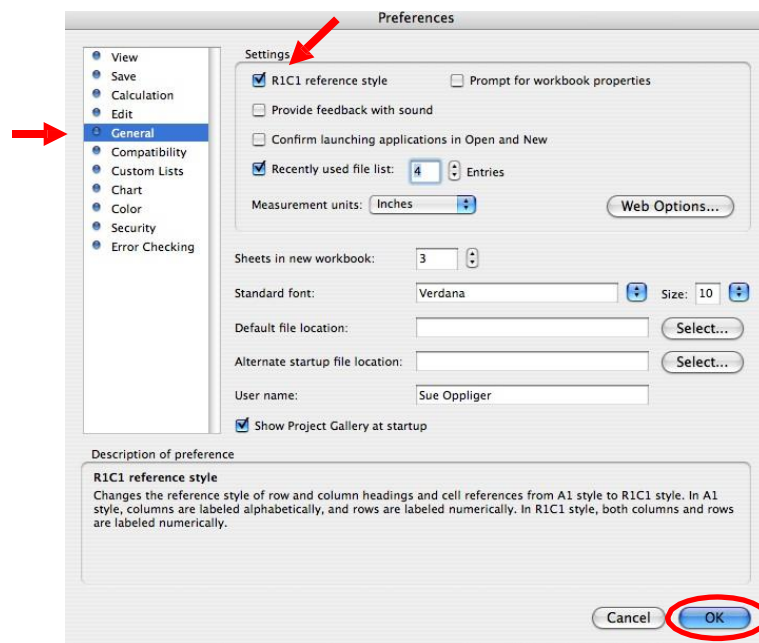 Preferences
View
Save
Calculation
Edit
General
Compatibility
Custom Lists
Chart
Color
Security
Error Checking
Settings
R1C1 reference style
Prompt for workbook properties
Provide feedback with sound
Confirm launching applications in Open and New
Recently used file list: 4 Entries
Measurement units: Inches
Web Options...
Sheets in new workbook: 3
Standard font: Verdana Size: 10
Default file location: Select...
Alternate startup file location: Select...
User name: Sue Oppliger
Show Project Gallery at startup
Description of preference
R1C1 reference style
Changes the reference style of row and column headings and cell references from A1 style to R1C1 style. In A1
style, columns are labeled alphabetically, and rows are labeled numerically. In R1C1 style, both columns and rows
are labeled numerically.
Cancel OK